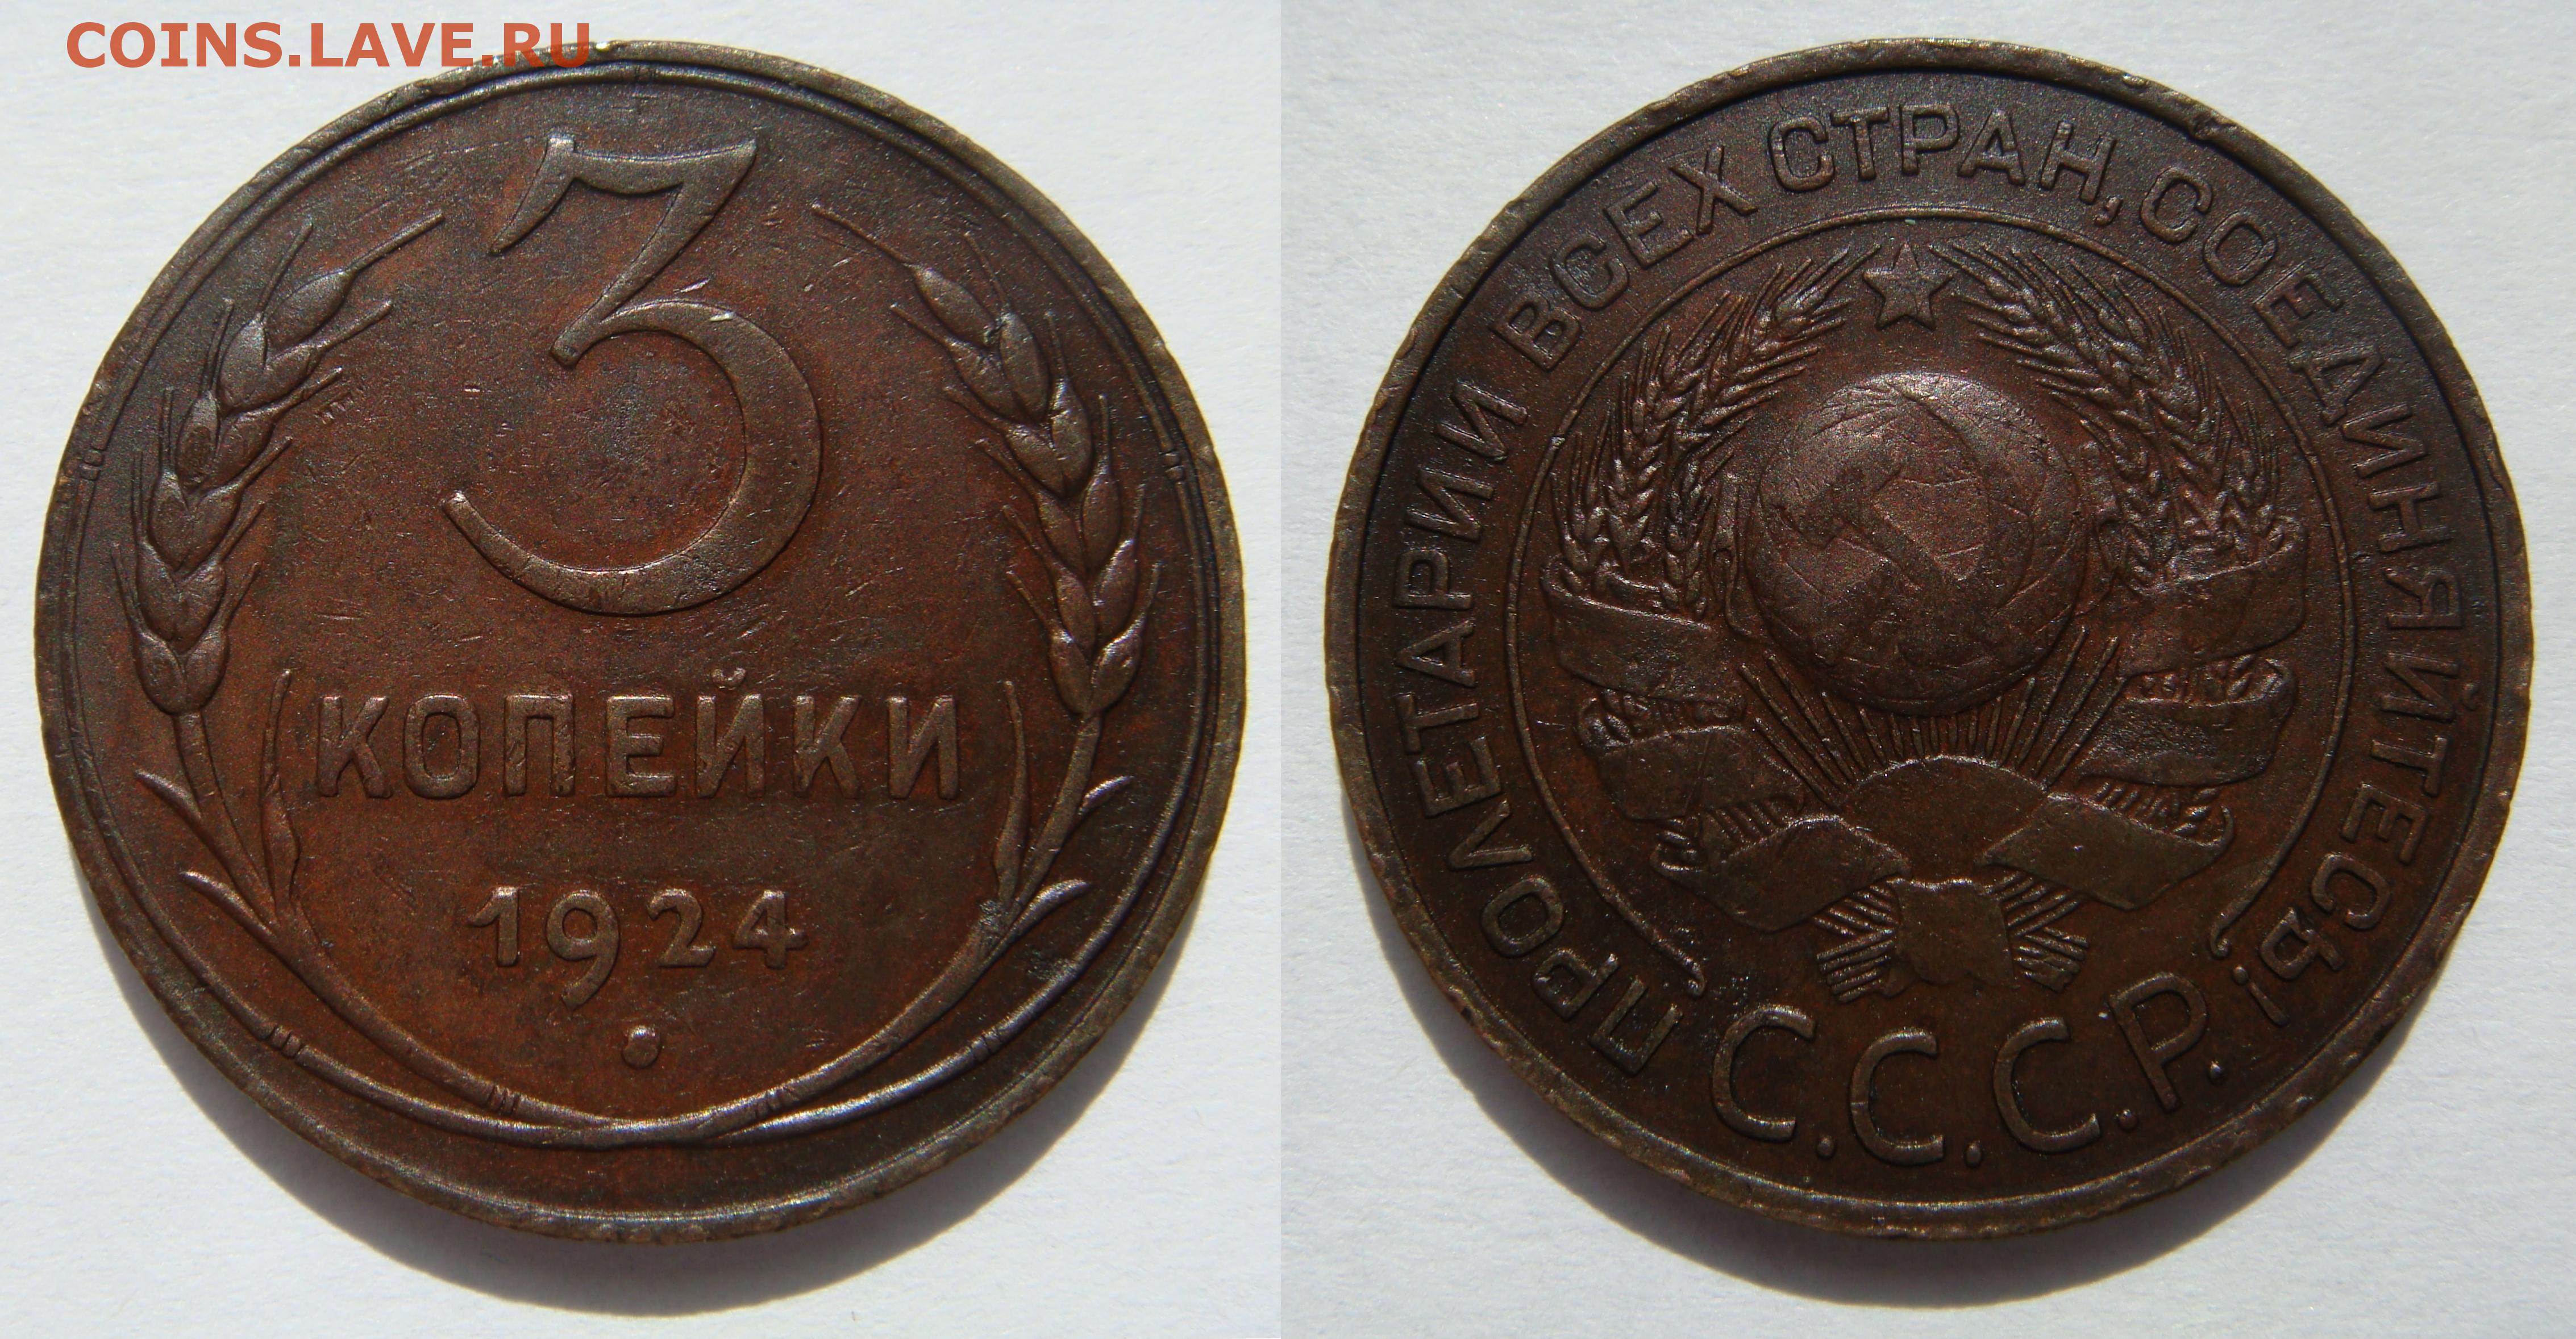 COINS.LAVE.RU
3
КОПЕЙКИ
1924
ПРОЛЕТАРИИ ВСЕХ СТРАН, СОЕДИНЯЙТЕСЬ!
С.С.С.Р.